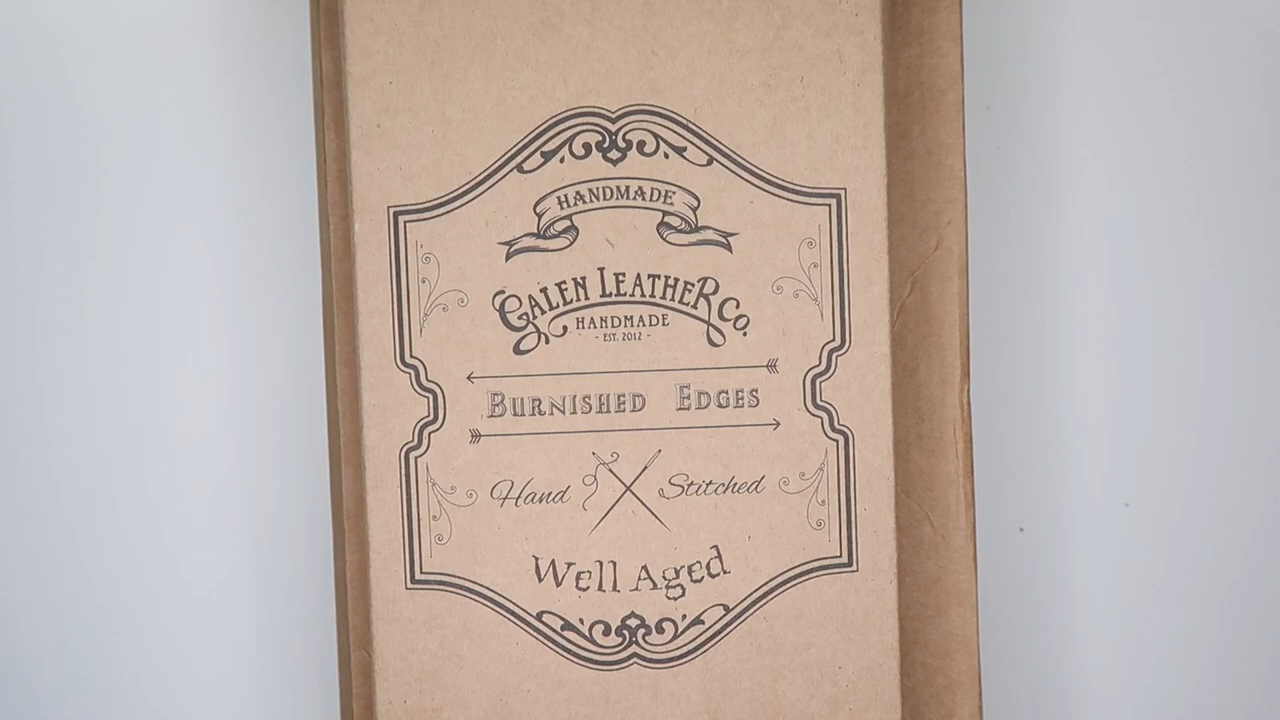 HANDMADE
GALEN LEATHER CO.
HANDMADE
- EST. 2012 -
BURNISHED EDGES
Hand Stitched
Well Aged